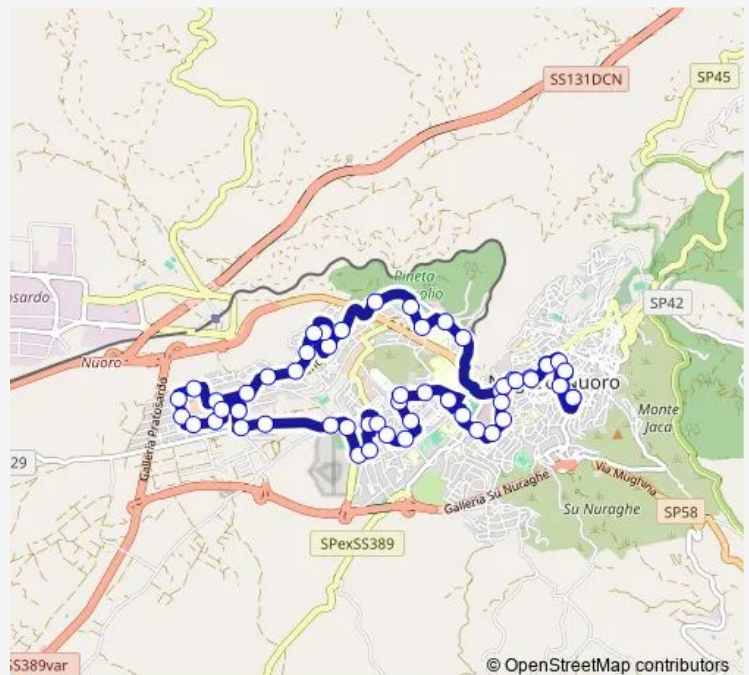 SS131DCN
SP45
Pineta
SP42
Nuoro
Monte
Jaca
Galleria Pratosardo
29
Galleria Su Nuraghe
Via Mughina
Su Nuraghe
SP58
SPexSS389
SS389var
© OpenStreetMap contributors